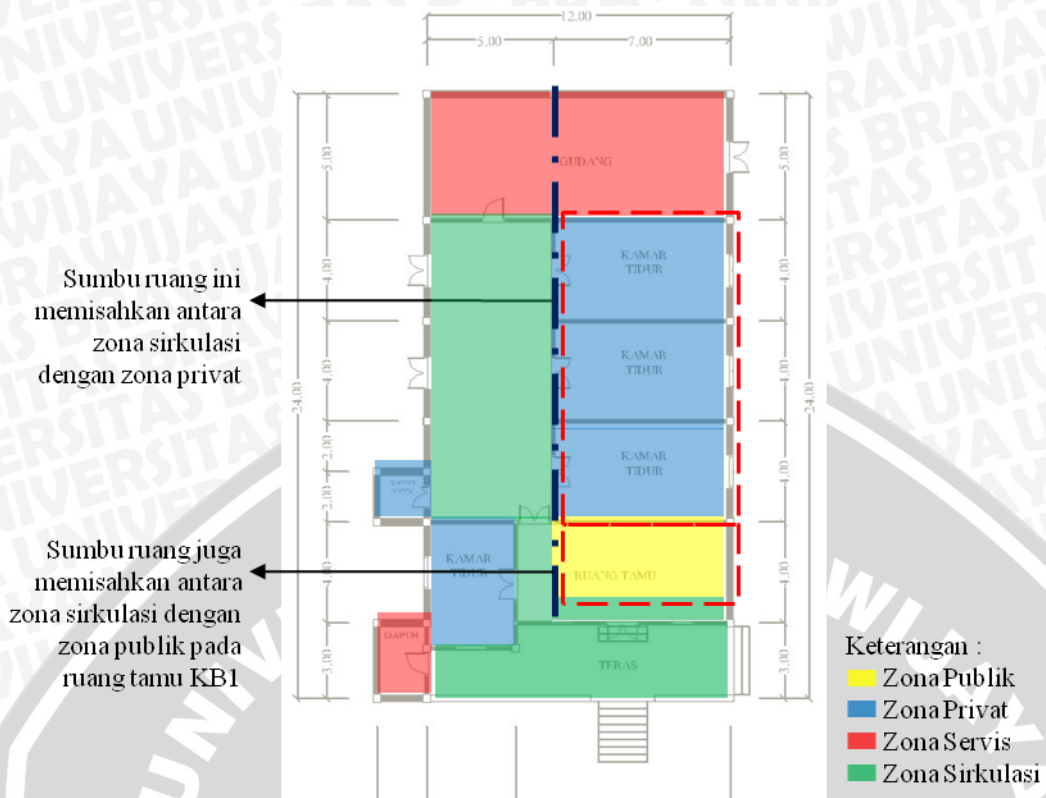 12.00
5.00
7.00
5.00
GUDANG
5.00
Sumbu ruang ini
memisahkan antara
zona sirkulasi
dengan zona privat
4.00
KAMAR
TIDUR
4.00
24.00
4.00
KAMAR
TIDUR
4.00
24.00
2.00
KAMAR
TIDUR
4.00
2.00
Sumbu ruang juga
memisahkan antara
zona sirkulasi dengan
zona publik pada
ruang tamu KB1
4.00
KAMAR
TIDUR
RUANG TAMU
4.00
DAPUR
3.00
TERAS
3.00
Keterangan :
Zona Publik
Zona Privat
Zona Servis
Zona Sirkulasi